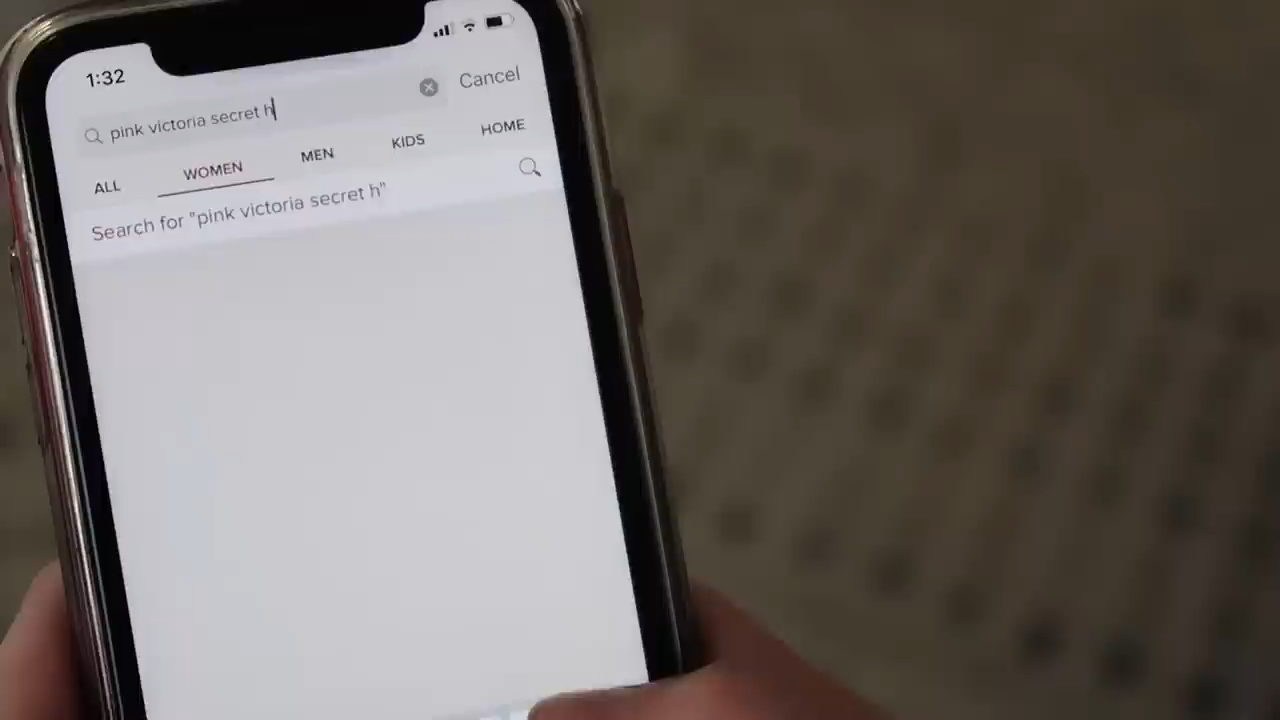 1:32
pink victoria secret h
Cancel
ALL
WOMEN
MEN
KIDS
HOME
Search for "pink victoria secret h"